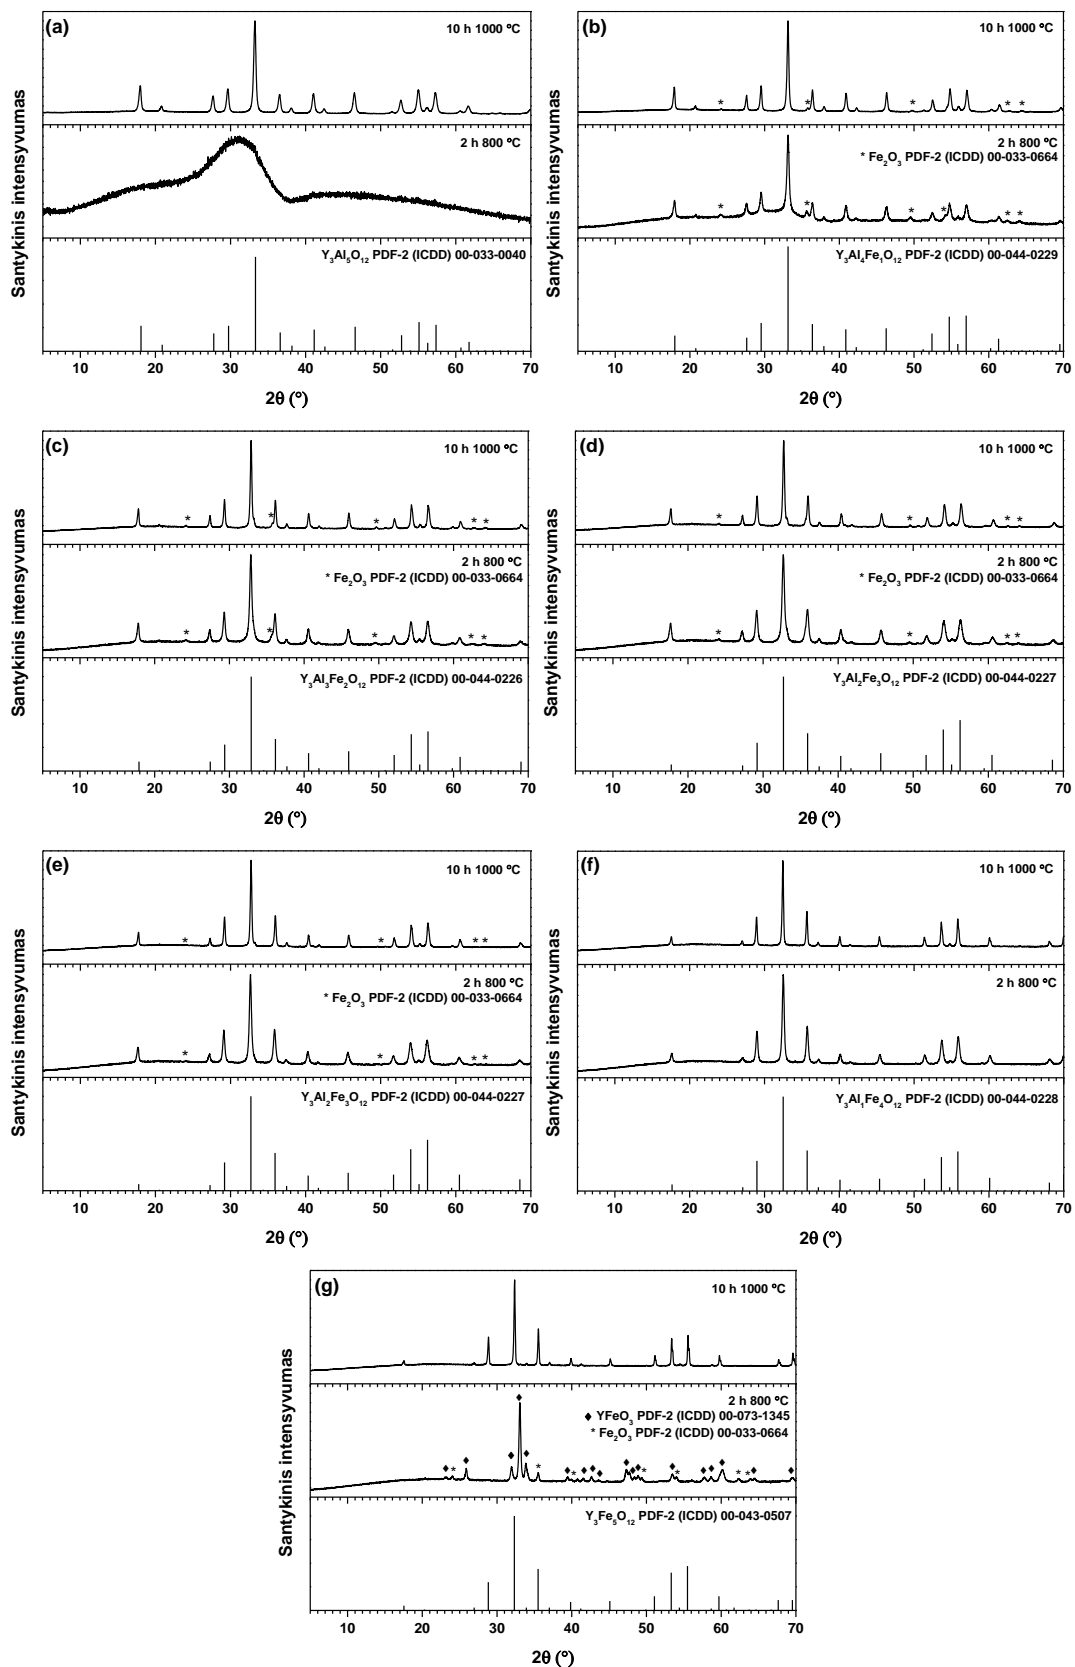 (a)
10 h 1000 ºC
2 h 800 ºC
Y3Al5O12 PDF-2 (ICDD) 00-033-0040
Santykinis intensyvumas
10 20 30 40 50 60 70
2θ (°)
(b)
10 h 1000 ºC
2 h 800 ºC
* Fe2O3 PDF-2 (ICDD) 00-033-0664
Y3Al4Fe1O12 PDF-2 (ICDD) 00-044-0229
Santykinis intensyvumas
10 20 30 40 50 60 70
2θ (°)
(c)
10 h 1000 ºC
2 h 800 ºC
* Fe2O3 PDF-2 (ICDD) 00-033-0664
Y3Al3Fe2O12 PDF-2 (ICDD) 00-044-0226
Santykinis intensyvumas
10 20 30 40 50 60 70
2θ (°)
(d)
10 h 1000 ºC
2 h 800 ºC
* Fe2O3 PDF-2 (ICDD) 00-033-0664
Y3Al2Fe3O12 PDF-2 (ICDD) 00-044-0227
Santykinis intensyvumas
10 20 30 40 50 60 70
2θ (°)
(e)
10 h 1000 ºC
2 h 800 ºC
* Fe2O3 PDF-2 (ICDD) 00-033-0664
Y3Al2Fe3O12 PDF-2 (ICDD) 00-044-0227
Santykinis intensyvumas
10 20 30 40 50 60 70
2θ (°)
(f)
10 h 1000 ºC
2 h 800 ºC
Y3Al1Fe4O12 PDF-2 (ICDD) 00-044-0228
Santykinis intensyvumas
10 20 30 40 50 60 70
2θ (°)
(g)
10 h 1000 ºC
2 h 800 ºC
♦ YFeO3 PDF-2 (ICDD) 00-073-1345
* Fe2O3 PDF-2 (ICDD) 00-033-0664
Y3Fe5O12 PDF-2 (ICDD) 00-043-0507
Santykinis intensyvumas
10 20 30 40 50 60 70
2θ (°)